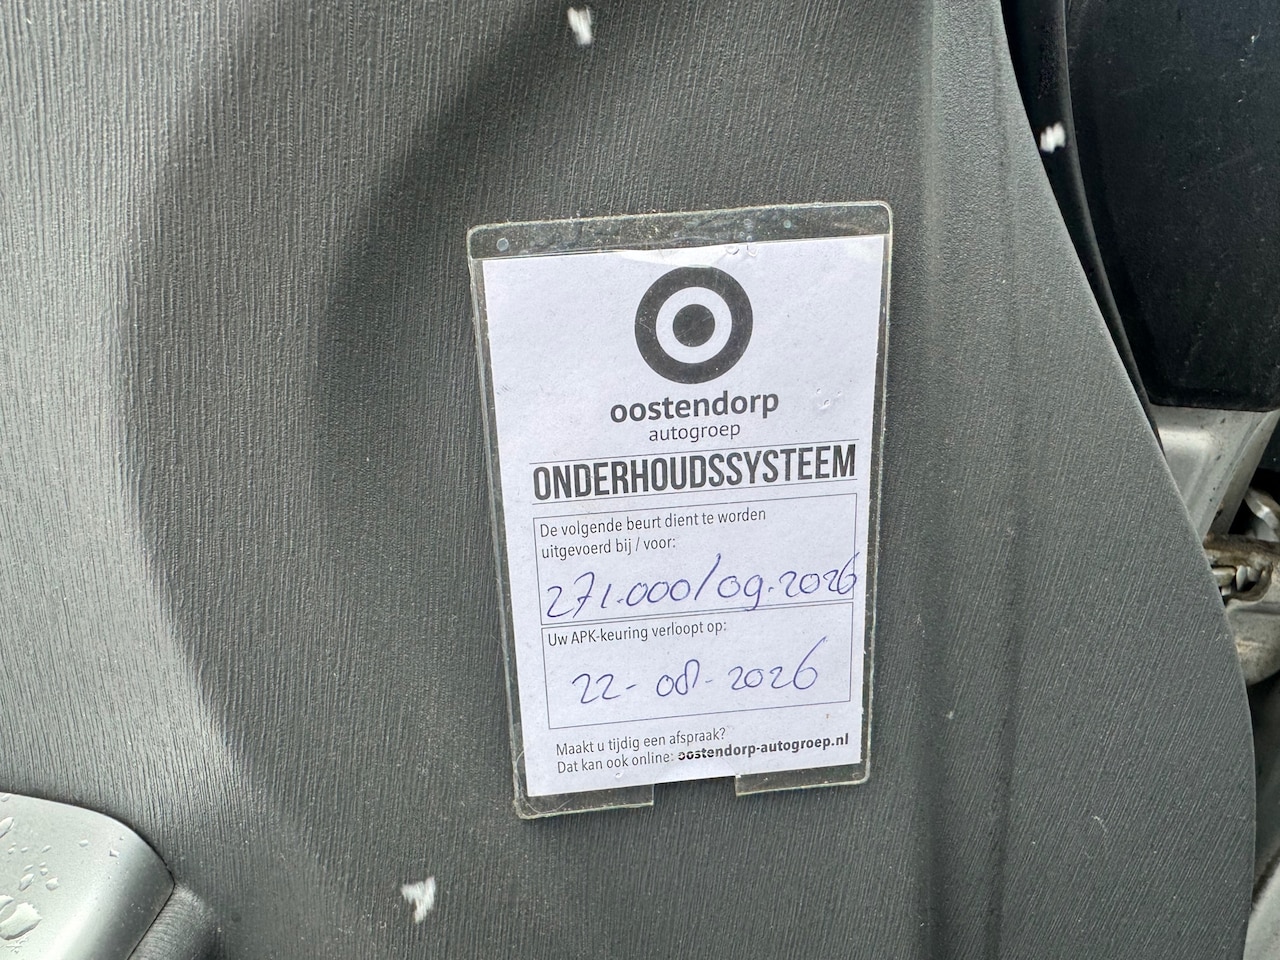 oostendorp
autogroep
ONDERHOUDSSYSTEEM
De volgende beurt dient te worden
uitgevoerd bij / voor:
271.000/09.2026
Uw APK-keuring verloopt op:
22-08-2026
Maakt u tijdig een afspraak?
Dat kan ook online: oostendorp-autogroep.nl